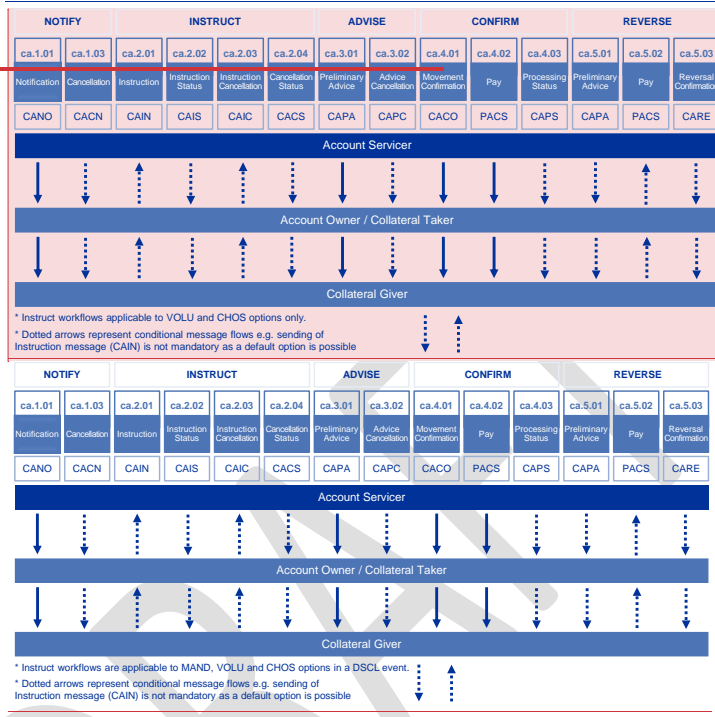 NOTIFY INSTRUCT ADVISE CONFIRM REVERSE
ca.1.01 ca.1.03 ca.2.01 ca.2.02 ca.2.03 ca.2.04 ca.3.01 ca.3.02 ca.4.01 ca.4.02 ca.4.03 ca.5.01 ca.5.02 ca.5.03
Notification Cancellation Instruction Instruction Status Instruction Cancellation Cancellation Status Preliminary Advice Advice Cancellation Movement Confirmation Pay Processing Status Preliminary Advice Pay Reversal Confirmation
CANO CACN CAIN CAIS CAIC CACS CAPA CAPC CACO PACS CAPS CAPA PACS CARE
Account Servicer
Account Owner / Collateral Taker
Collateral Giver
* Instruct workflows applicable to VOLU and CHOS options only.
* Dotted arrows represent conditional message flows e.g. sending of
Instruction message (CAIN) is not mandatory as a default option is possible
NOTIFY INSTRUCT ADVISE CONFIRM REVERSE
ca.1.01 ca.1.03 ca.2.01 ca.2.02 ca.2.03 ca.2.04 ca.3.01 ca.3.02 ca.4.01 ca.4.02 ca.4.03 ca.5.01 ca.5.02 ca.5.03
Notification Cancellation Instruction Instruction Status Instruction Cancellation Cancellation Status Preliminary Advice Advice Cancellation Movement Confirmation Pay Processing Status Preliminary Advice Pay Reversal Confirmation
CANO CACN CAIN CAIS CAIC CACS CAPA CAPC CACO PACS CAPS CAPA PACS CARE
Account Servicer
Account Owner / Collateral Taker
Collateral Giver
* Instruct workflows are applicable to MAND, VOLU and CHOS options in a DSCL event.
* Dotted arrows represent conditional message flows e.g. sending of
Instruction message (CAIN) is not mandatory as a default option is possible